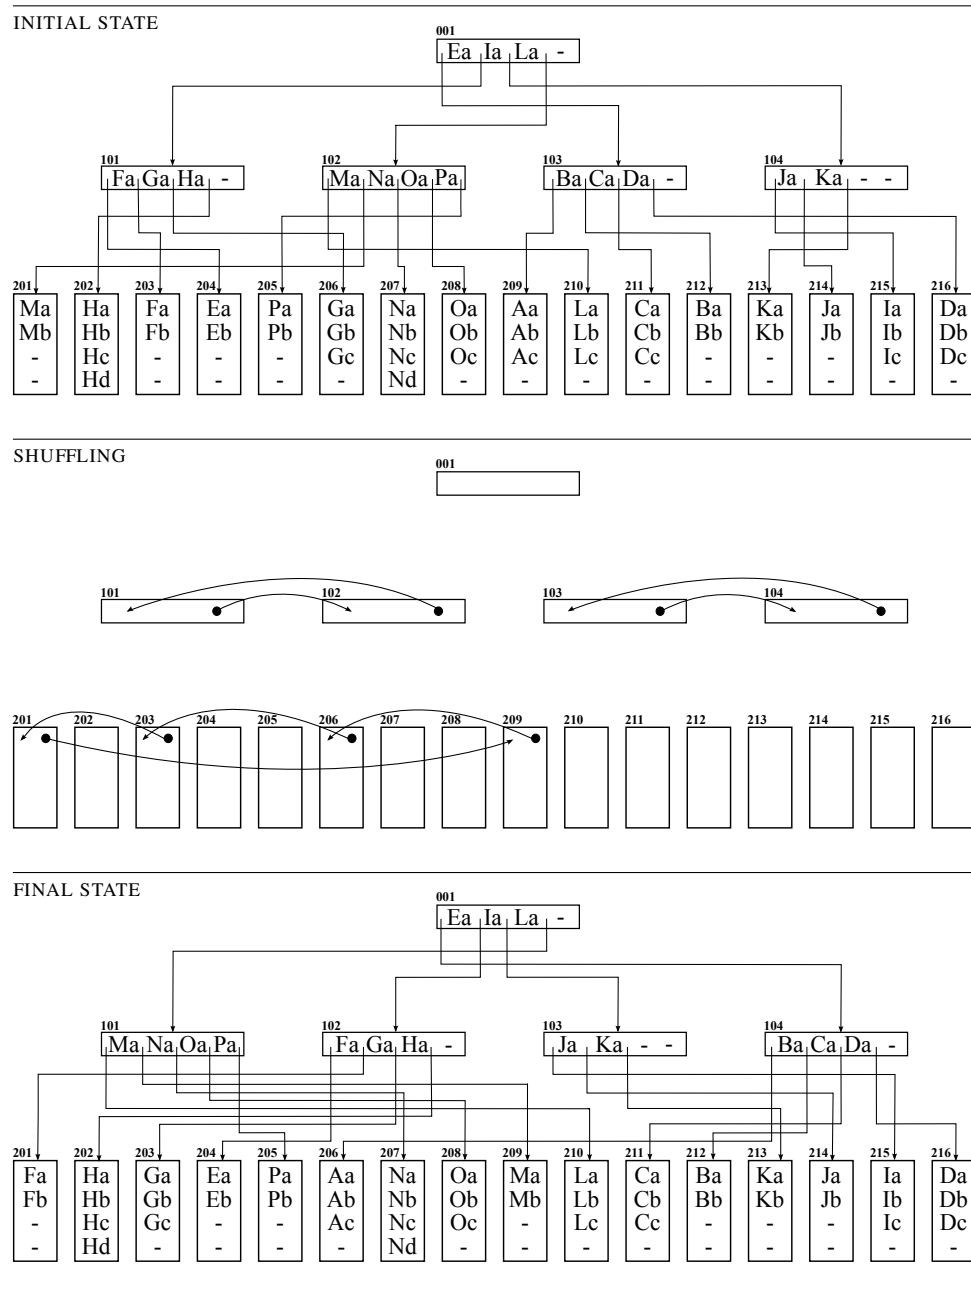 INITIAL STATE
001
Ea Ia La -
101 102 103 104
Fa Ga Ha - Ma Na Oa Pa Ba Ca Da - Ja Ka - -
201 202 203 204 205 206 207 208 209 210 211 212 213 214 215 216
Ma Ha Fa Ea Pa Ga Na Oa Aa La Ca Ba Ka Ja Ia Da
Mb Hb Fb Eb Pb Gb Nb Ob Ab Lb Cb Bb Kb Jb Ib Db
- Hc - - - Gc Nc Oc Ac Lc Cc - - - Ic Dc
- Hd - - - - Nd - - - - - - - - -
SHUFFLING
001
101 102 103 104
201 202 203 204 205 206 207 208 209 210 211 212 213 214 215 216
FINAL STATE
001
Ea Ia La -
101 102 103 104
Ma Na Oa Pa Fa Ga Ha - Ja Ka - - Ba Ca Da -
201 202 203 204 205 206 207 208 209 210 211 212 213 214 215 216
Fa Ha Ga Ea Pa Aa Na Oa Ma La Ca Ba Ka Ja Ia Da
Fb Hb Gb Eb Pb Ab Nb Ob Mb Lb Cb Bb Kb Jb Ib Db
- Hc Gc - - Ac Nc Oc - Lc Cc - - - Ic Dc
- Hd - - - - Nd - - - - - - - - -